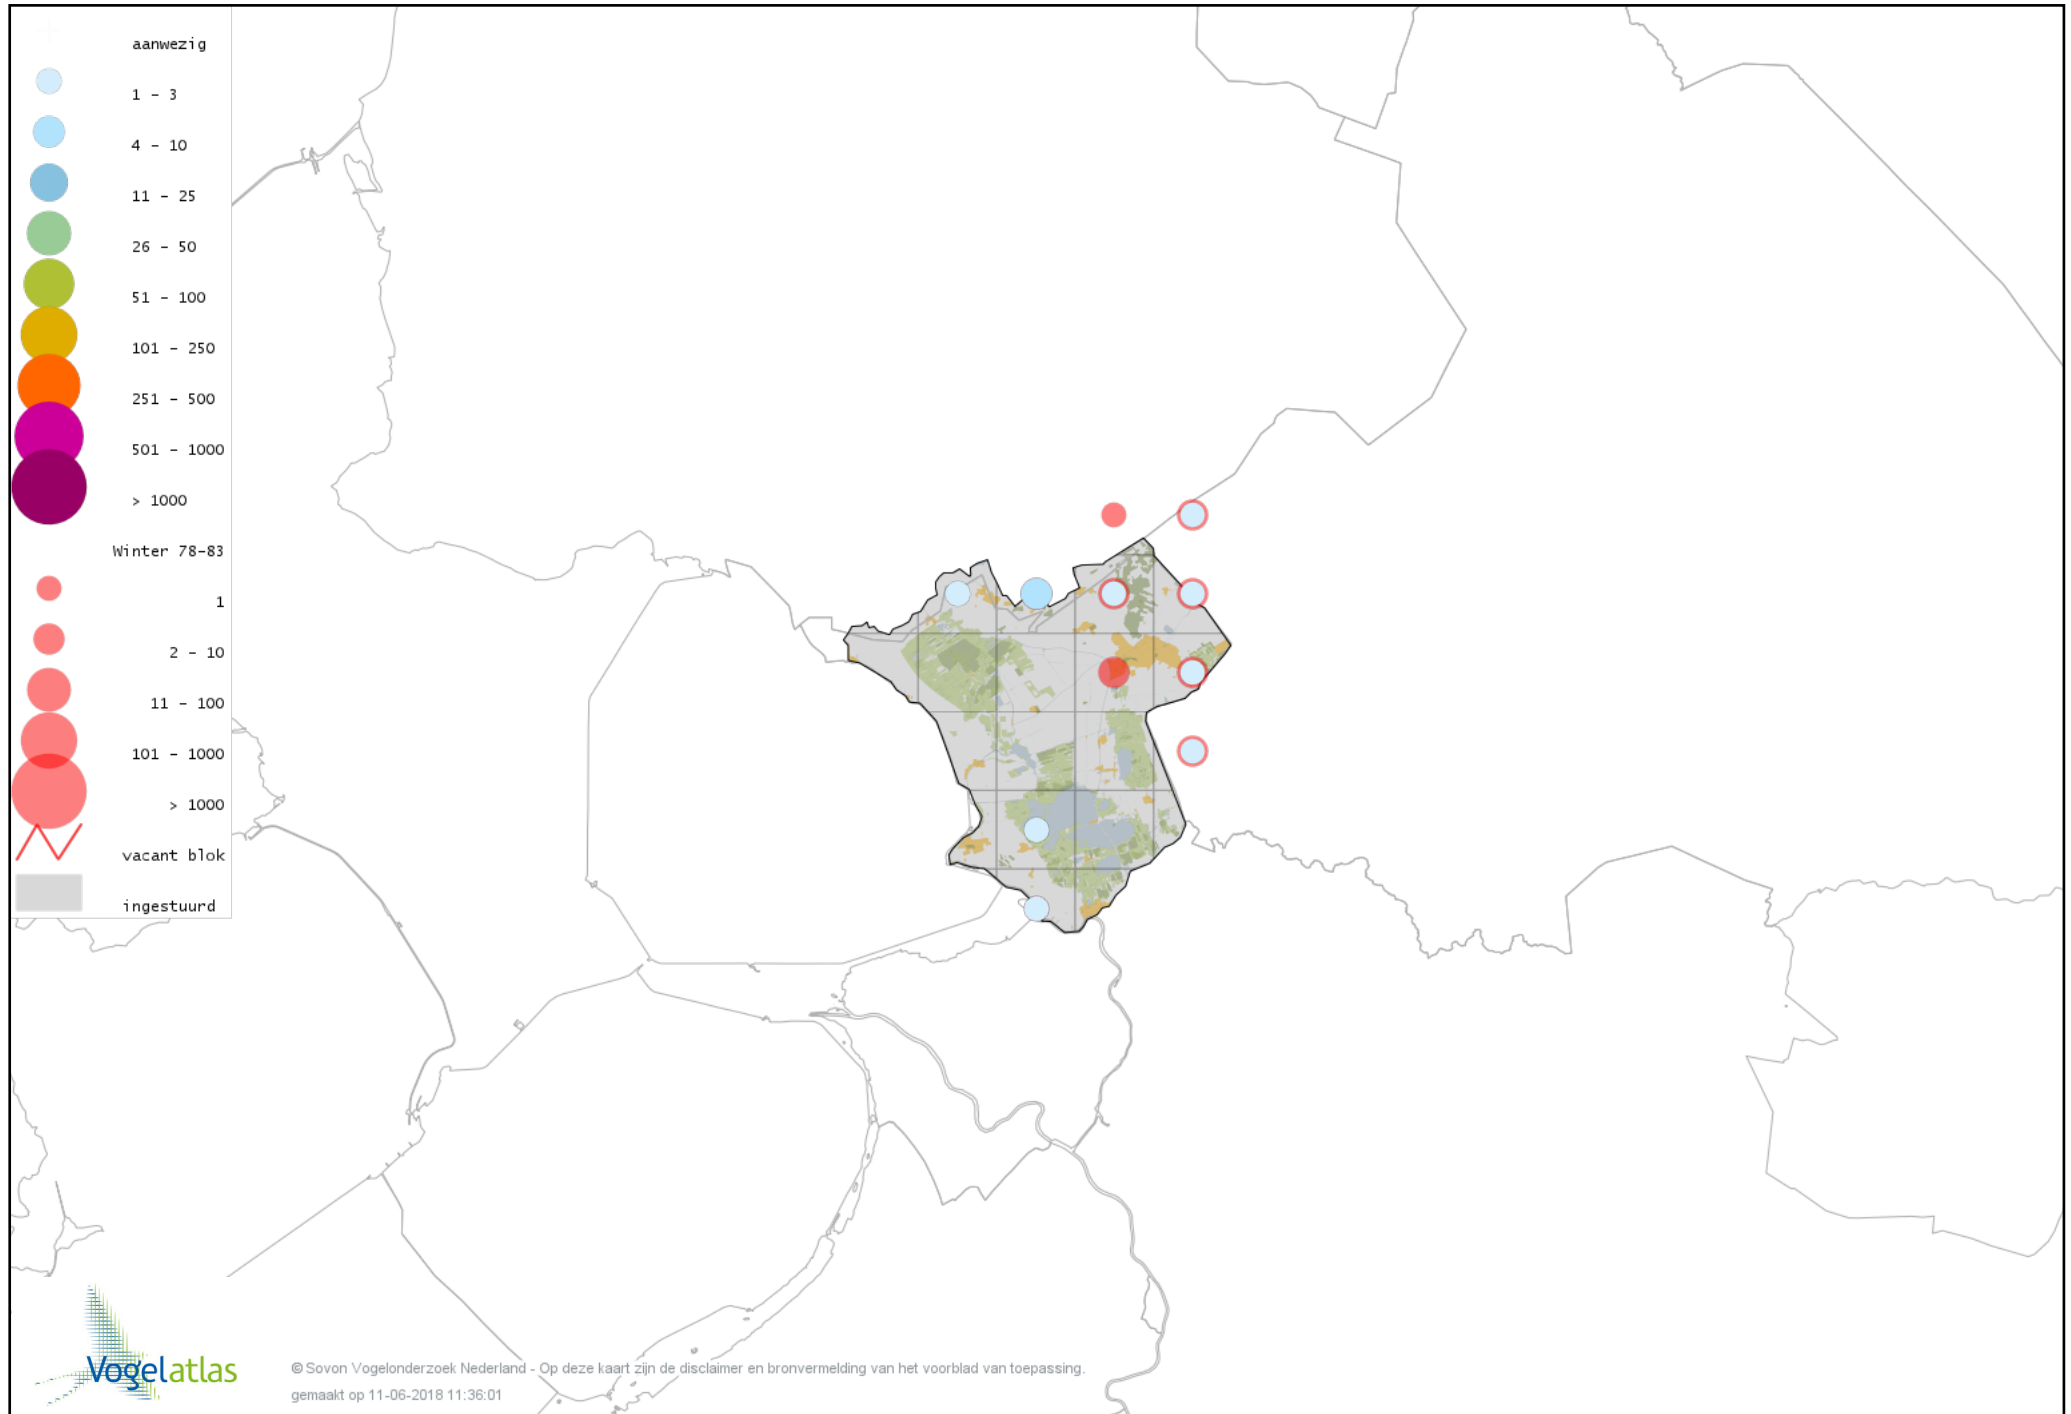 aanwezig
1 - 3
4 - 10
11 - 25
26 - 50
51 - 100
101 - 250
251 - 500
501 - 1000
> 1000
Winter 78-83
1
2 - 10
11 - 100
101 - 1000
> 1000
vacant blok
ingestuurd
Vogelatlas
© Sovon Vogelonderzoek Nederland - Op deze kaart zijn de disclaimer en bronvermelding van het voorblad van toepassing.
gemaakt op 11-06-2018 11:36:01